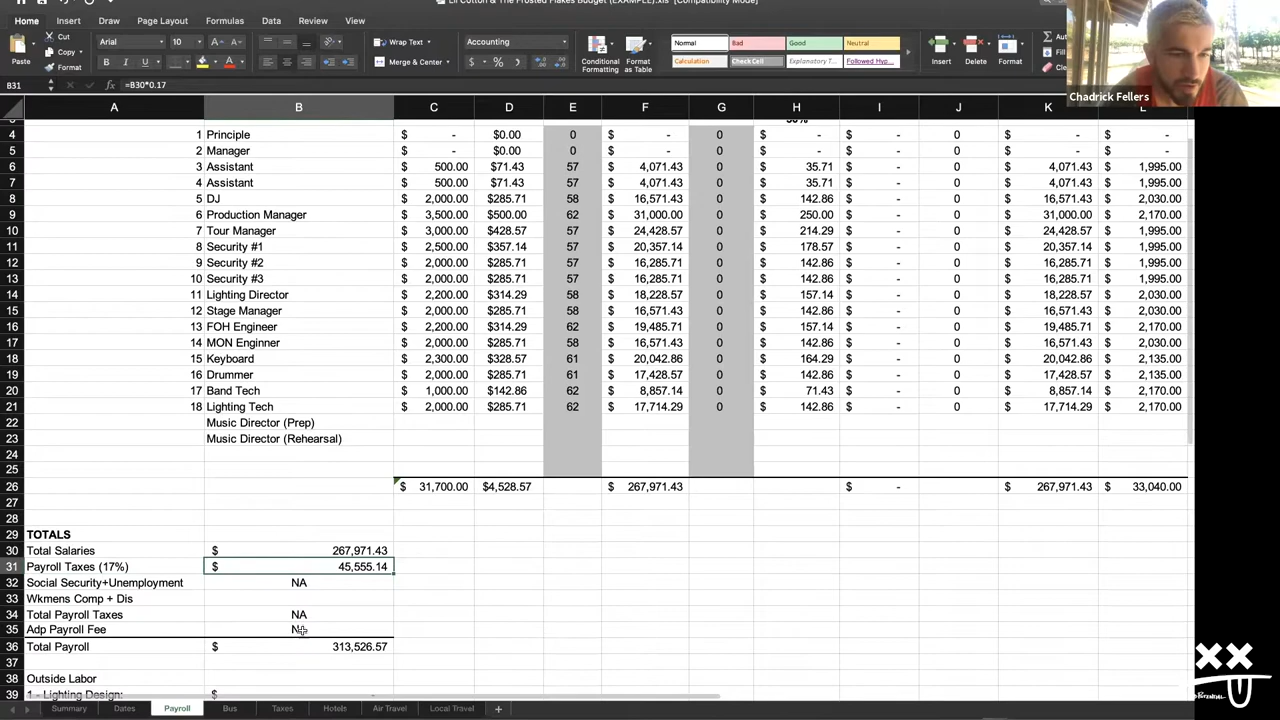 Lil Cotton & The Frosted Flakes Budget (EXAMPLE).xls [Compatibility Mode]
Home Insert Draw Page Layout Formulas Data Review View
Paste Cut Copy Format
Arial 10
B I U
Wrap Text
Merge & Center
Accounting
$ %
Conditional Formatting
Format as Table
Normal Bad Good Neutral
Calculation Check Cell Explanatory T... Followed Hyp...
Insert Delete Format
Chadrick Fellers
B31 fx =B30*0.17
A B C D E F G H I J K L
4 1 Principle $ - $0.00 0 $ - 0 $ - $ - 0 $ - $ -
5 2 Manager $ - $0.00 0 $ - 0 $ - $ - 0 $ - $ -
6 3 Assistant $ 500.00 $71.43 57 $ 4,071.43 0 $ 35.71 $ - 0 $ 4,071.43 $ 1,995.00
7 4 Assistant $ 500.00 $71.43 57 $ 4,071.43 0 $ 35.71 $ - 0 $ 4,071.43 $ 1,995.00
8 5 DJ $ 2,000.00 $285.71 58 $ 16,571.43 0 $ 142.86 $ - 0 $ 16,571.43 $ 2,030.00
9 6 Production Manager $ 3,500.00 $500.00 62 $ 31,000.00 0 $ 250.00 $ - 0 $ 31,000.00 $ 2,170.00
10 7 Tour Manager $ 3,000.00 $428.57 57 $ 24,428.57 0 $ 214.29 $ - 0 $ 24,428.57 $ 1,995.00
11 8 Security #1 $ 2,500.00 $357.14 57 $ 20,357.14 0 $ 178.57 $ - 0 $ 20,357.14 $ 1,995.00
12 9 Security #2 $ 2,000.00 $285.71 57 $ 16,285.71 0 $ 142.86 $ - 0 $ 16,285.71 $ 1,995.00
13 10 Security #3 $ 2,000.00 $285.71 57 $ 16,285.71 0 $ 142.86 $ - 0 $ 16,285.71 $ 1,995.00
14 11 Lighting Director $ 2,200.00 $314.29 58 $ 18,228.57 0 $ 157.14 $ - 0 $ 18,228.57 $ 2,030.00
15 12 Stage Manager $ 2,000.00 $285.71 58 $ 16,571.43 0 $ 142.86 $ - 0 $ 16,571.43 $ 2,030.00
16 13 FOH Engineer $ 2,200.00 $314.29 62 $ 19,485.71 0 $ 157.14 $ - 0 $ 19,485.71 $ 2,170.00
17 14 MON Enginner $ 2,000.00 $285.71 58 $ 16,571.43 0 $ 142.86 $ - 0 $ 16,571.43 $ 2,030.00
18 15 Keyboard $ 2,300.00 $328.57 61 $ 20,042.86 0 $ 164.29 $ - 0 $ 20,042.86 $ 2,135.00
19 16 Drummer $ 2,000.00 $285.71 61 $ 17,428.57 0 $ 142.86 $ - 0 $ 17,428.57 $ 2,135.00
20 17 Band Tech $ 1,000.00 $142.86 62 $ 8,857.14 0 $ 71.43 $ - 0 $ 8,857.14 $ 2,170.00
21 18 Lighting Tech $ 2,000.00 $285.71 62 $ 17,714.29 0 $ 142.86 $ - 0 $ 17,714.29 $ 2,170.00
22 Music Director (Prep)
23 Music Director (Rehearsal)
24
25
26 $ 31,700.00 $4,528.57 $ 267,971.43 $ - $ 267,971.43 $ 33,040.00
27
28
29 TOTALS
30 Total Salaries $ 267,971.43
31 Payroll Taxes (17%) $ 45,555.14
32 Social Security+Unemployment NA
33 Wkmens Comp + Dis
34 Total Payroll Taxes NA
35 Adp Payroll Fee
36 Total Payroll $ 313,526.57
37
38 Outside Labor
39 1 - Lighting Design: $ -
Summary Dates Payroll Bus Taxes Hotels Air Travel Local Travel +